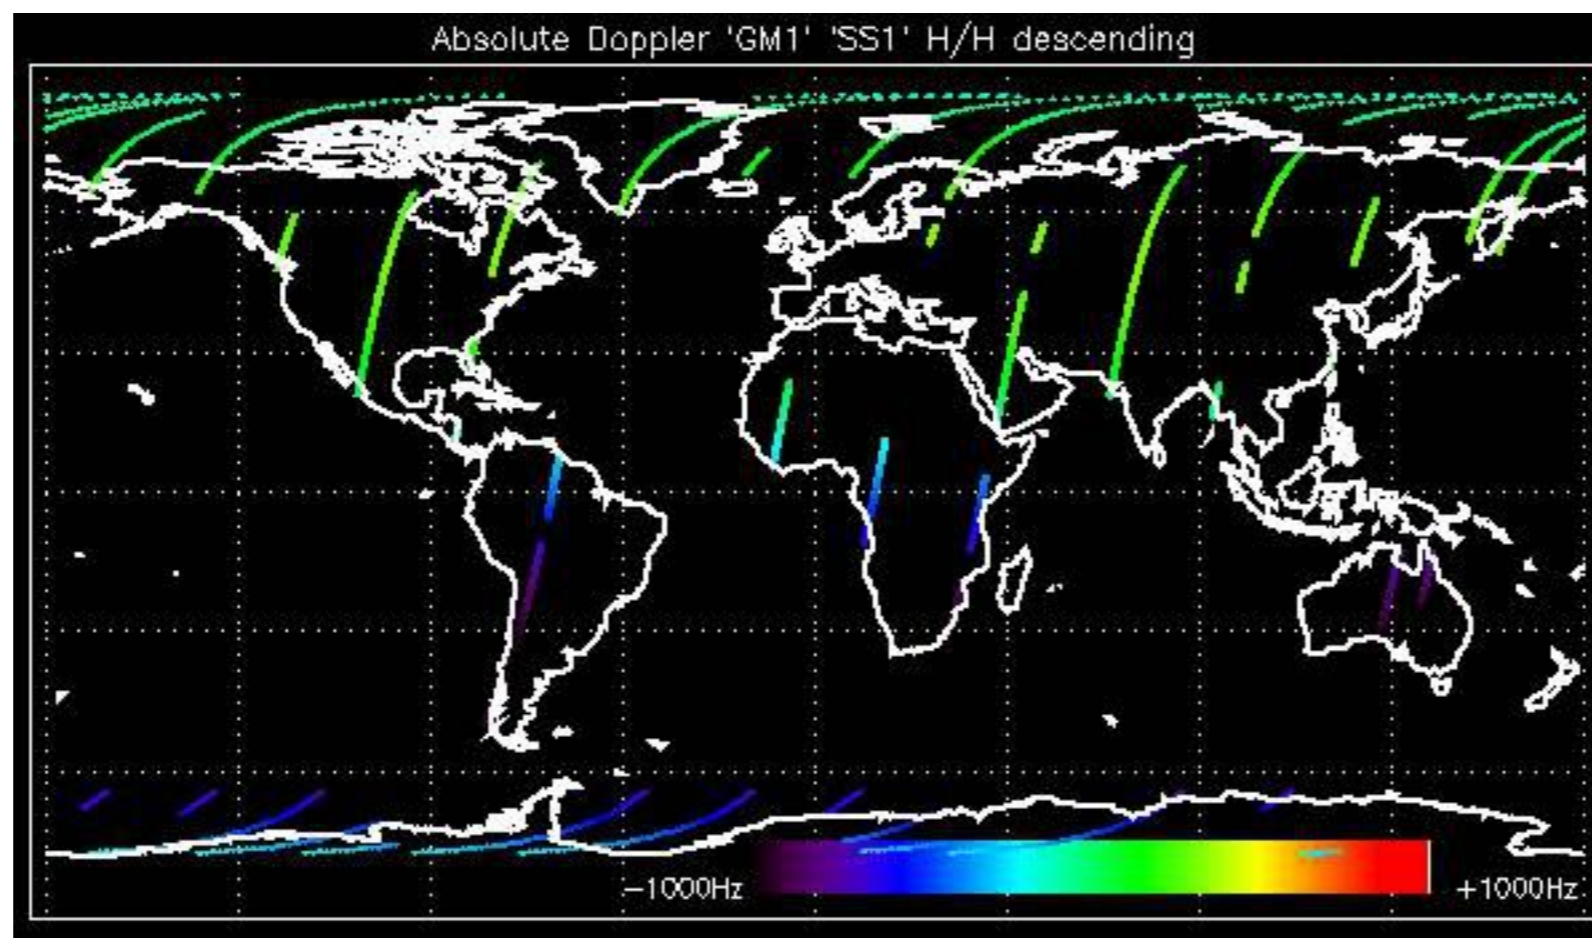 Absolute Doppler 'GM1' 'SS1' H/H descending
-1000Hz +1000Hz